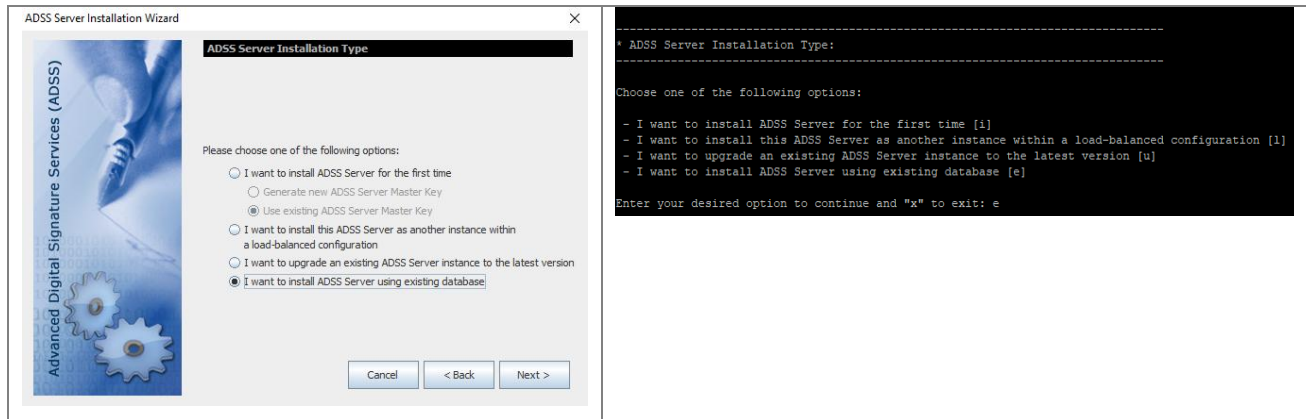 ADSS Server Installation Wizard
Advanced Digital Signature Services (ADSS)
ADSS Server Installation Type
Please choose one of the following options:
I want to install ADSS Server for the first time
Generate new ADSS Server Master Key
Use existing ADSS Server Master Key
I want to install this ADSS Server as another instance within
a load-balanced configuration
I want to upgrade an existing ADSS Server instance to the latest version
I want to install ADSS Server using existing database
Cancel
< Back
Next >
--------------------------------------------------------------------------------
* ADSS Server Installation Type:
--------------------------------------------------------------------------------
Choose one of the following options:
- I want to install ADSS Server for the first time [i]
- I want to install this ADSS Server as another instance within a load-balanced configuration [l]
- I want to upgrade an existing ADSS Server instance to the latest version [u]
- I want to install ADSS Server using existing database [e]
Enter your desired option to continue and "x" to exit: e